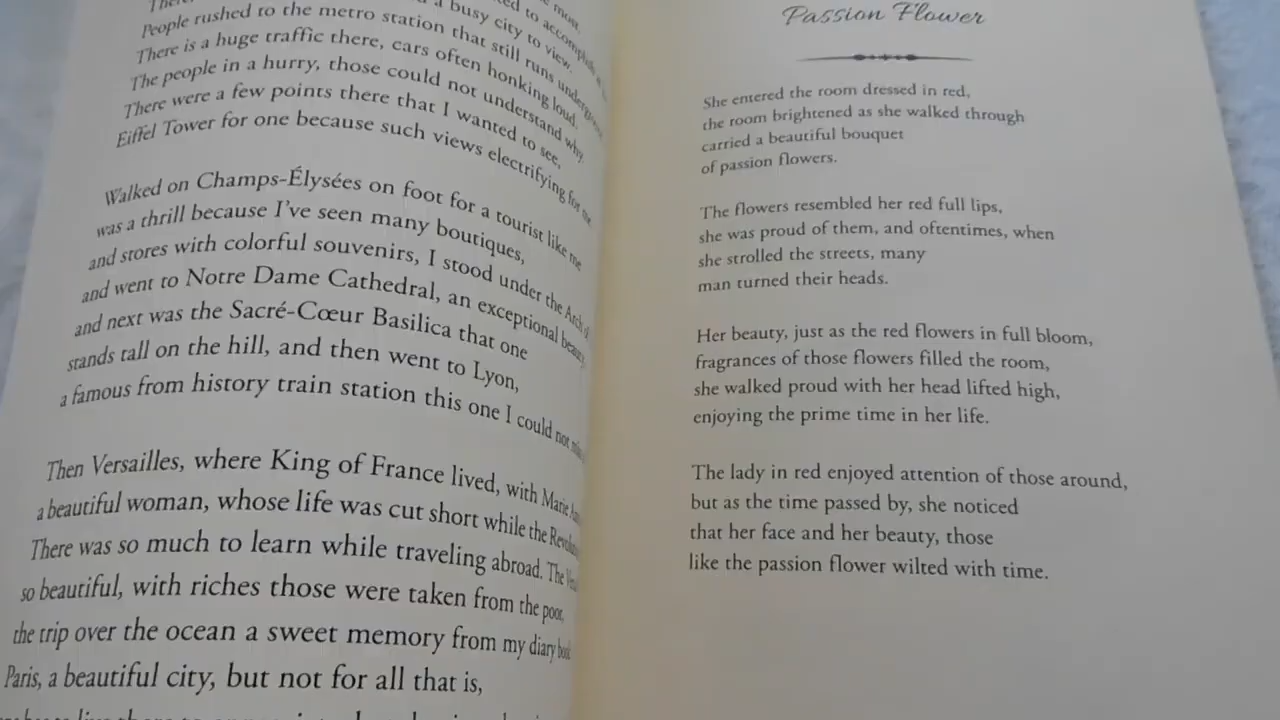 There
a busy city to view.
People rushed to the metro station that still runs underground
There is a huge traffic there, cars often honking loud.
The people in a hurry, those could not understand why.
There were a few points there that I wanted to see,
Eiffel Tower for one because such views electrifying for me
Walked on Champs-Élysées on foot for a tourist like me
was a thrill because I've seen many boutiques,
and stores with colorful souvenirs, I stood under the Arch of
and went to Notre Dame Cathedral, an exceptional beauty
and next was the Sacré-Cœur Basilica that one
stands tall on the hill, and then went to Lyon,
a famous from history train station this one I could not miss
Then Versailles, where King of France lived, with Marie
a beautiful woman, whose life was cut short while the
There was so much to learn while traveling abroad. The
so beautiful, with riches those were taken from the poor,
the trip over the ocean a sweet memory from my diary book
Paris, a beautiful city, but not for all that is,
Passion Flower
She entered the room dressed in red,
the room brightened as she walked through
carried a beautiful bouquet
of passion flowers.
The flowers resembled her red full lips,
she was proud of them, and oftentimes, when
she strolled the streets, many
man turned their heads.
Her beauty, just as the red flowers in full bloom,
fragrances of those flowers filled the room,
she walked proud with her head lifted high,
enjoying the prime time in her life.
The lady in red enjoyed attention of those around,
but as the time passed by, she noticed
that her face and her beauty, those
like the passion flower wilted with time.